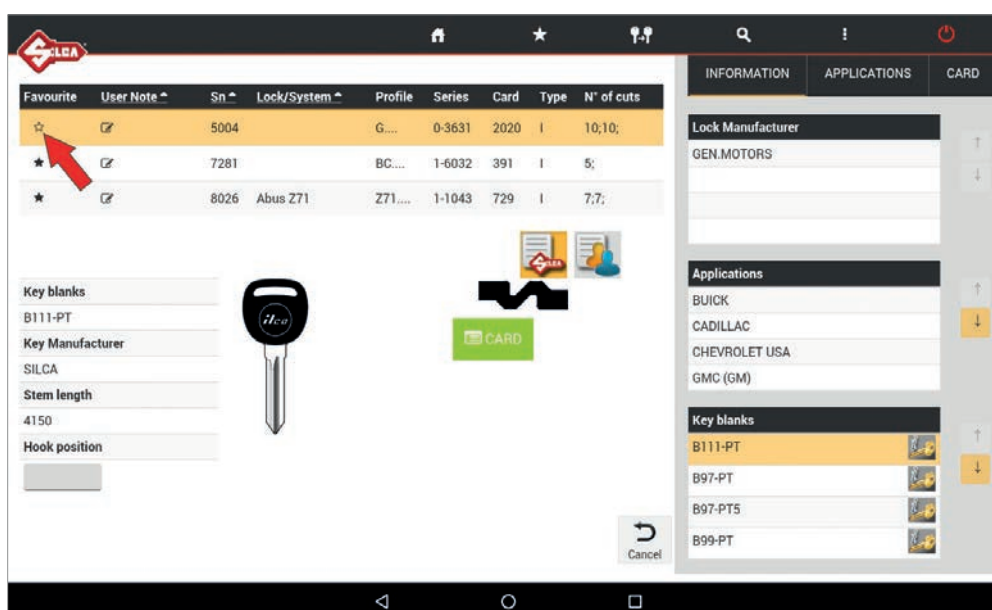 SILCA
INFORMATION APPLICATIONS CARD
Favourite User Note Sn Lock/System Profile Series Card Type N° of cuts
5004 G.... 0-3631 2020 I 10;10;
7281 BC.... 1-6032 391 I 5;
8026 Abus Z71 Z71.... 1-1043 729 I 7;7;
SILCA
Key blanks
B111-PT
Key Manufacturer
SILCA
Stem length
4150
Hook position
ilco
CARD
Cancel
Lock Manufacturer
GEN.MOTORS
Applications
BUICK
CADILLAC
CHEVROLET USA
GMC (GM)
Key blanks
B111-PT
B97-PT
B97-PT5
B99-PT